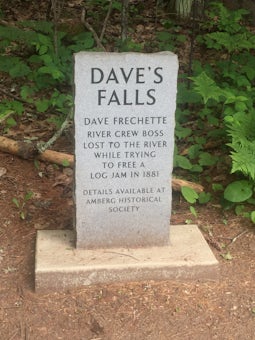 DAVE'S
FALLS
DAVE FRECHETTE
RIVER CREW BOSS
LOST TO THE RIVER
WHILE TRYING
TO FREE A
LOG JAM IN 1881
DETAILS AVAILABLE AT
AMBERG HISTORICAL
SOCIETY